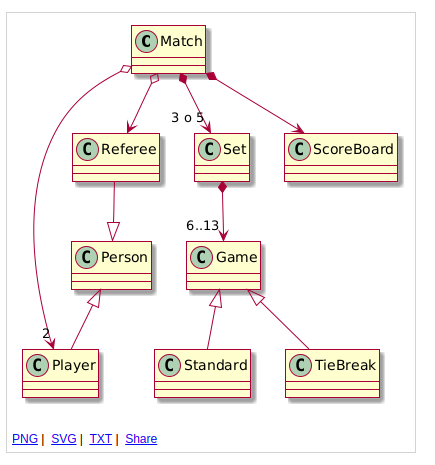 C Match
3 o 5
C Referee
C Set
C ScoreBoard
6..13
C Person
C Game
2
C Player
C Standard
C TieBreak
PNG | SVG | TXT | Share